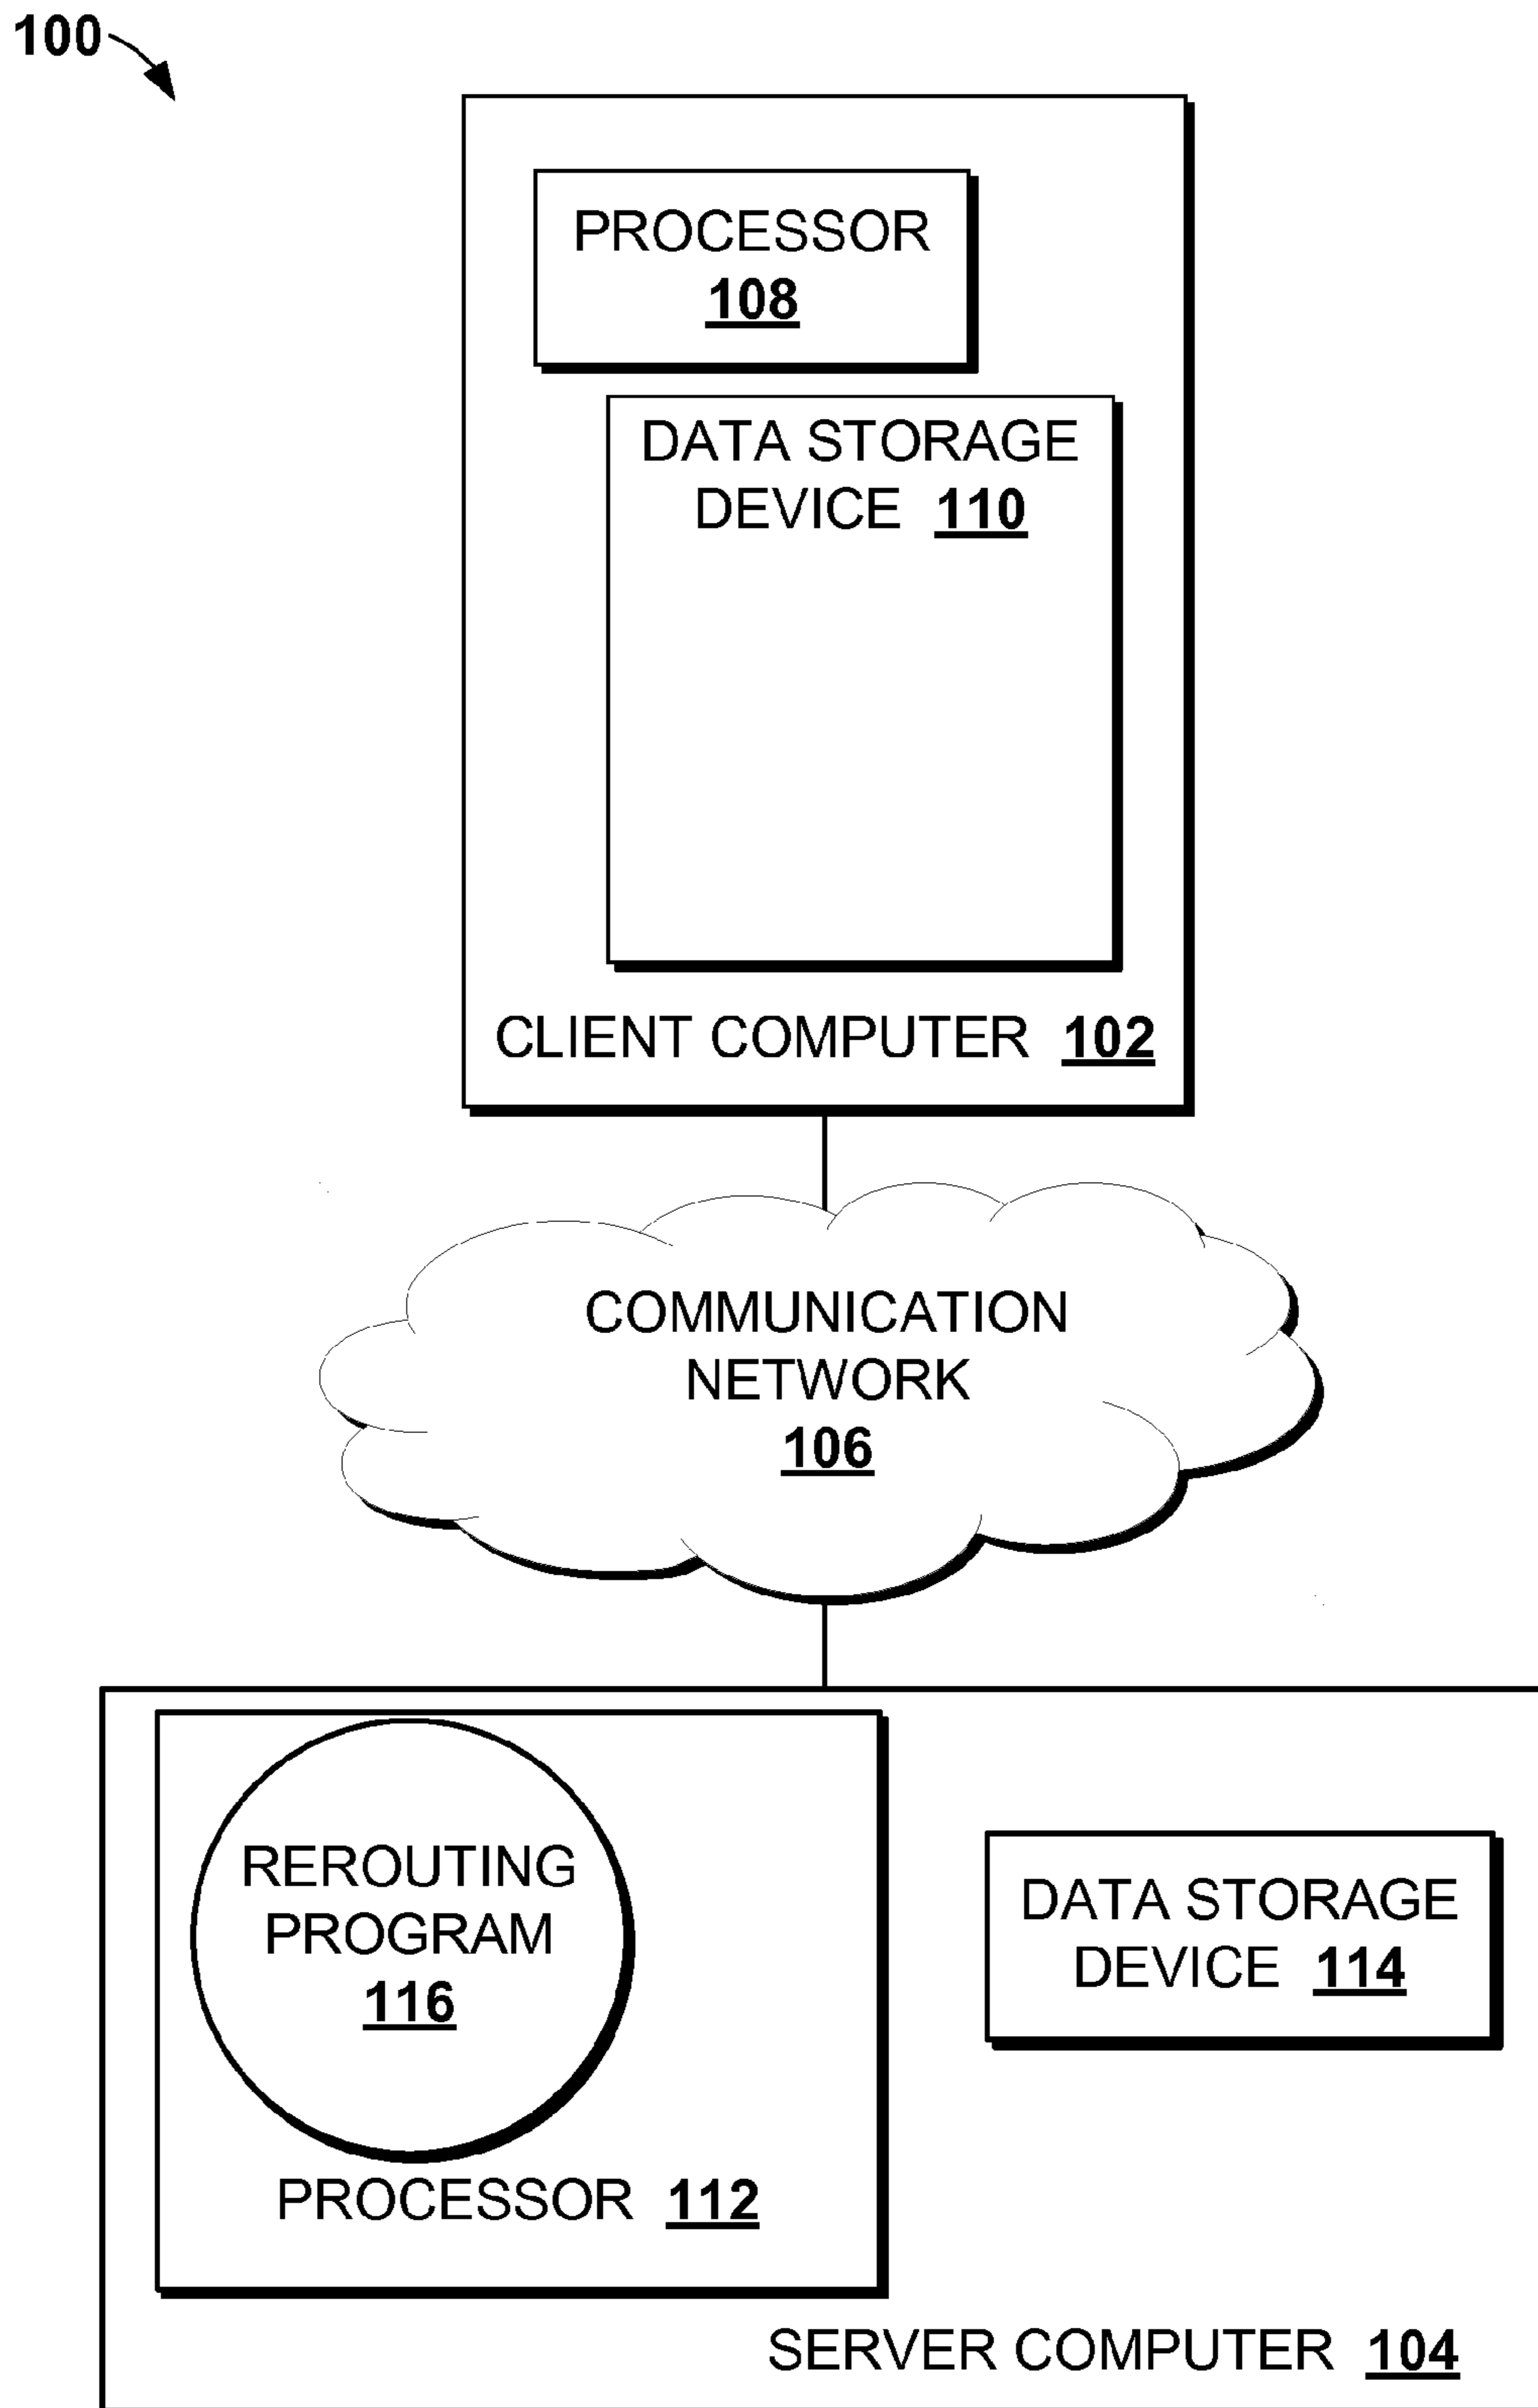 100
PROCESSOR
108
DATA STORAGE
DEVICE 110
CLIENT COMPUTER 102
COMMUNICATION
NETWORK
106
REROUTING
PROGRAM
116
PROCESSOR 112
DATA STORAGE
DEVICE 114
SERVER COMPUTER 104